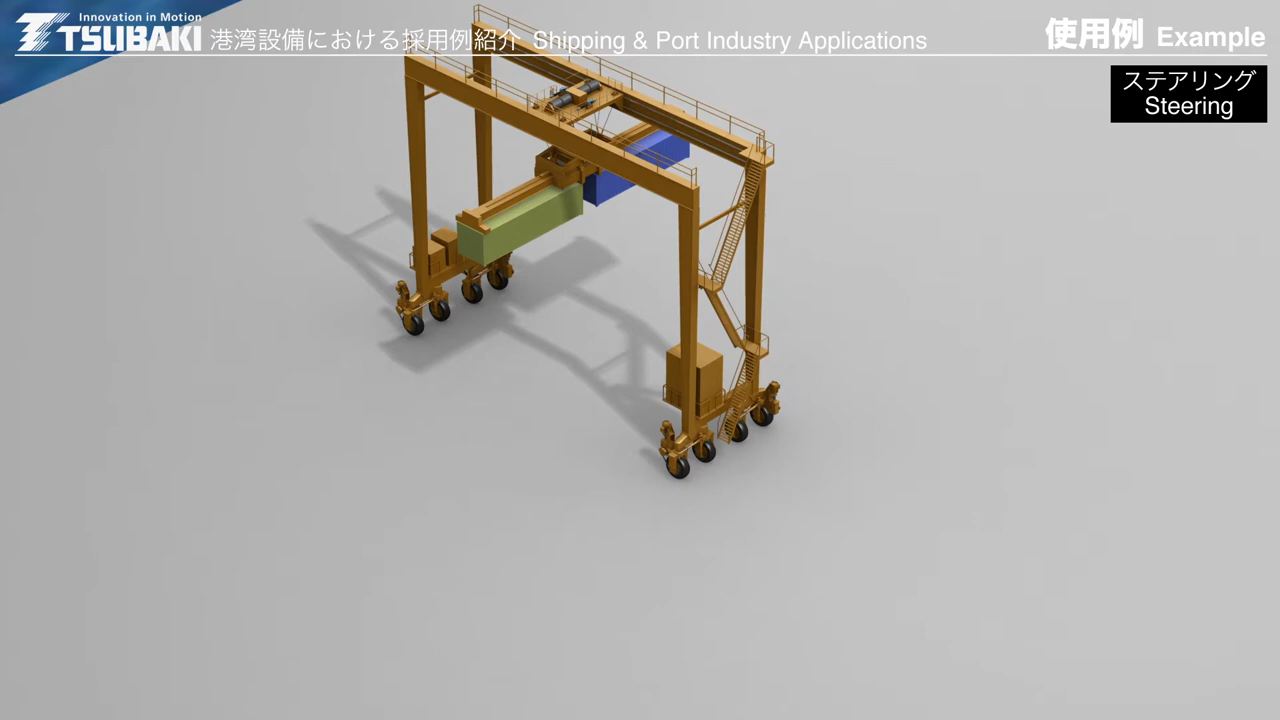 Innovation in Motion
TSUBAKI
港湾設備における採用例紹介 Shipping & Port Industry Applications
使用例 Example
ステアリング
Steering